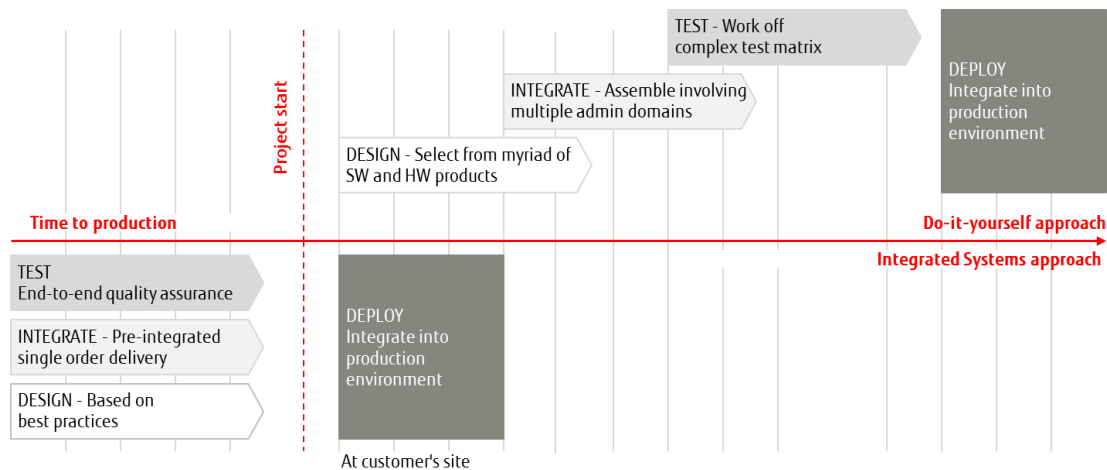 TEST - Work off
complex test matrix
DEPLOY
Integrate into
production
environment
INTEGRATE - Assemble involving
multiple admin domains
Project start
DESIGN - Select from myriad of
SW and HW products
Time to production
Do-it-yourself approach
Integrated Systems approach
TEST
End-to-end quality assurance
INTEGRATE - Pre-integrated
single order delivery
DESIGN - Based on
best practices
DEPLOY
Integrate into
production
environment
At customer's site